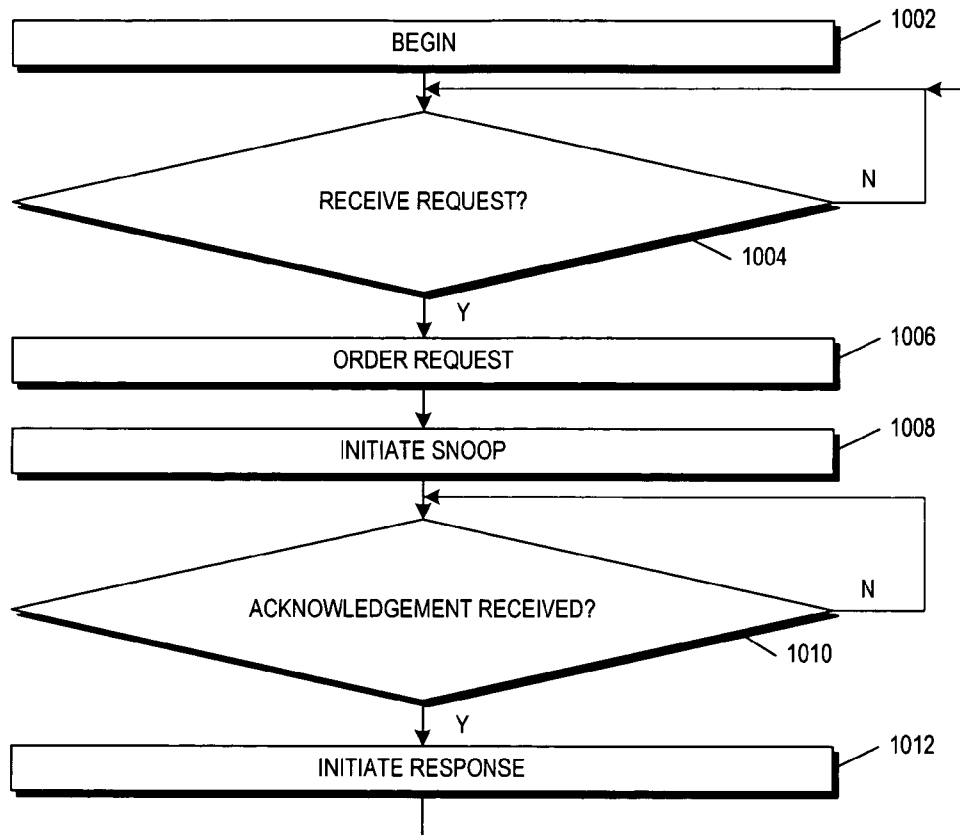 1002
BEGIN
RECEIVE REQUEST?
N
1004
Y
1006
ORDER REQUEST
1008
INITIATE SNOOP
N
ACKNOWLEDGEMENT RECEIVED?
1010
Y
1012
INITIATE RESPONSE